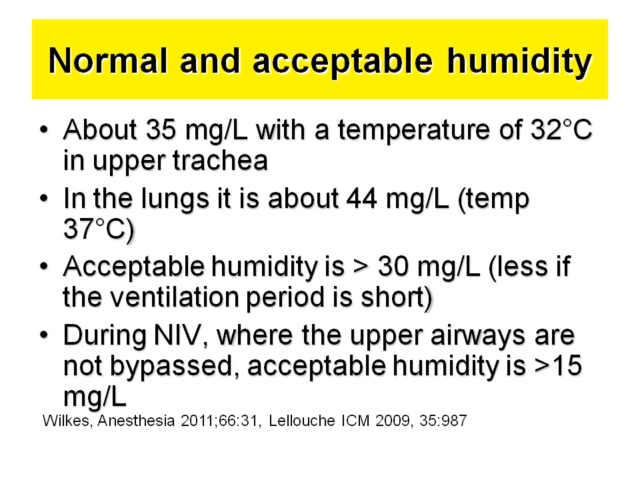 Normal and acceptable humidity
• About 35 mg/L with a temperature of 32°C
in upper trachea
• In the lungs it is about 44 mg/L (temp
37°C)
• Acceptable humidity is > 30 mg/L (less if
the ventilation period is short)
• During NIV, where the upper airways are
not bypassed, acceptable humidity is >15
mg/L
Wilkes, Anesthesia 2011;66:31, Lellouche ICM 2009, 35:987